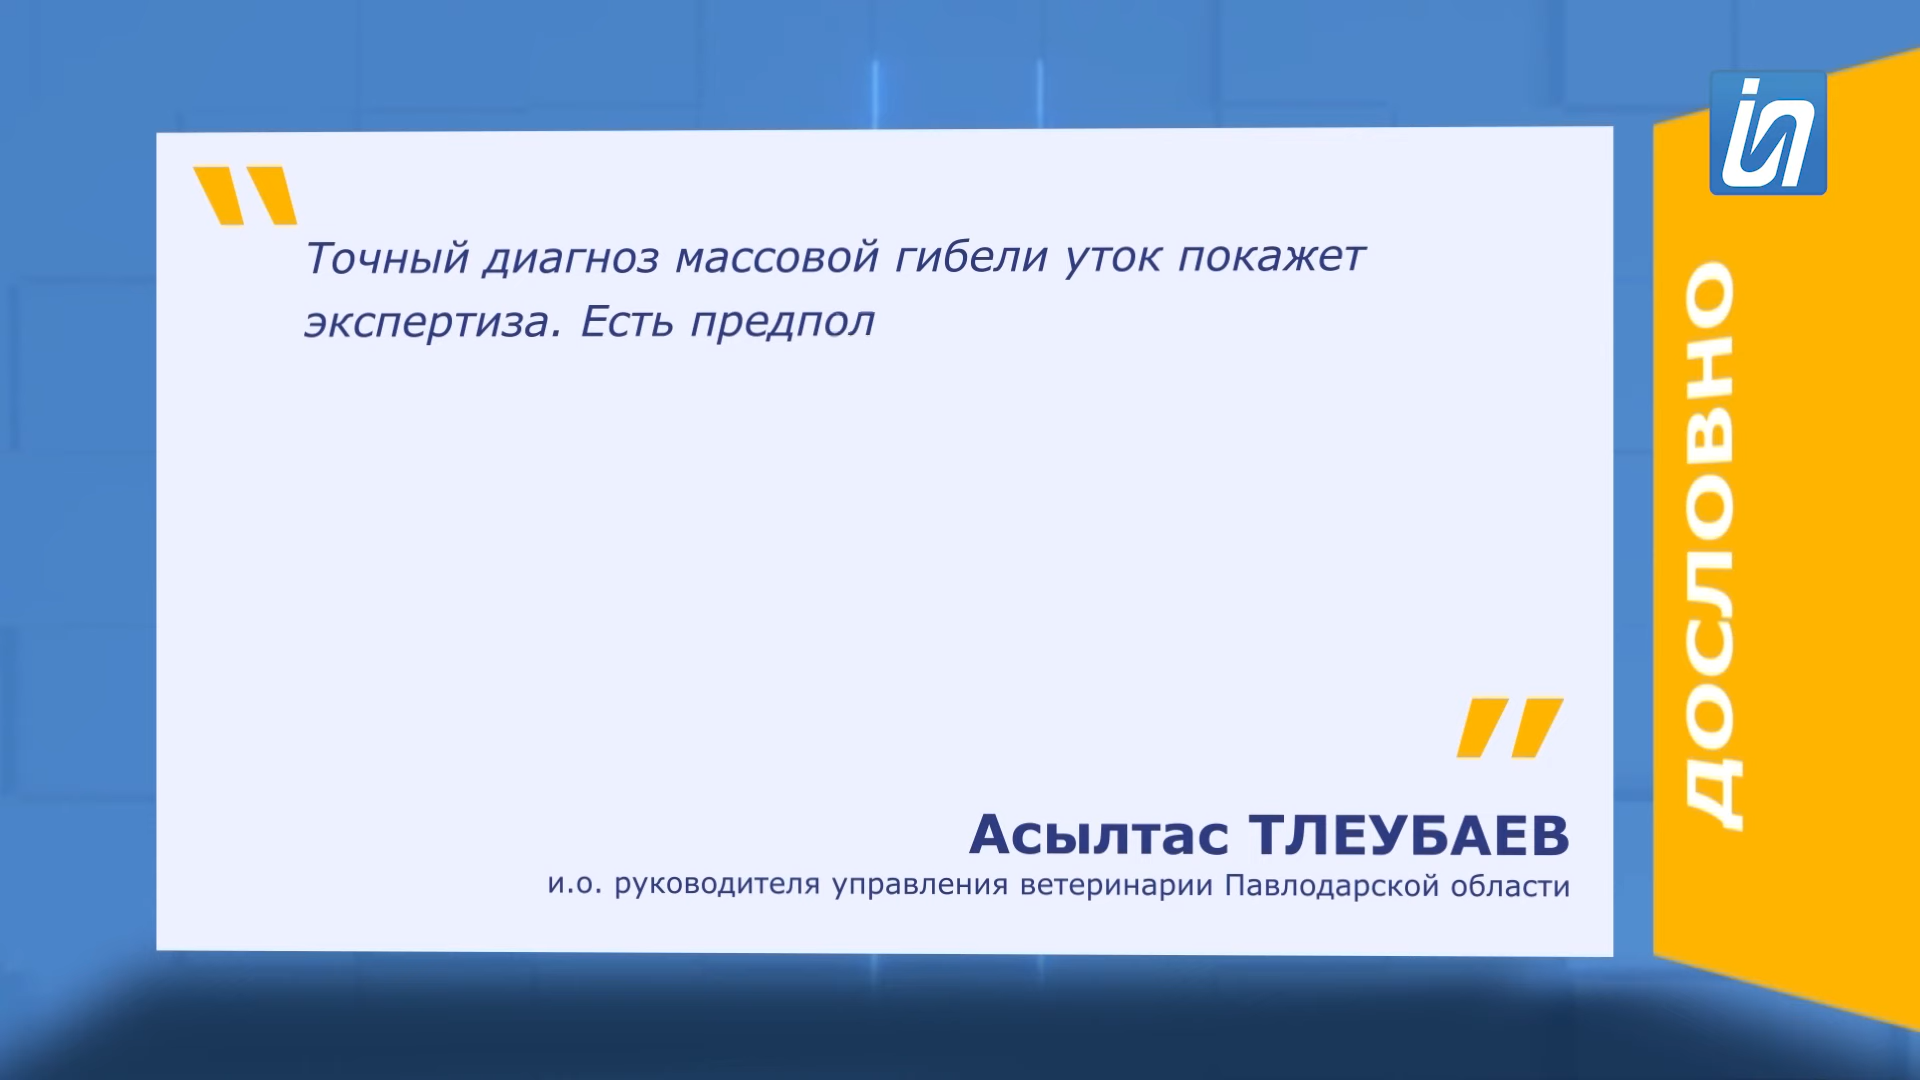 Точный диагноз массовой гибели уток покажет
экспертиза. Есть предпол
Асылтас ТЛЕУБАЕВ
и.о. руководителя управления ветеринарии Павлодарской области
ДОСЛОВНО